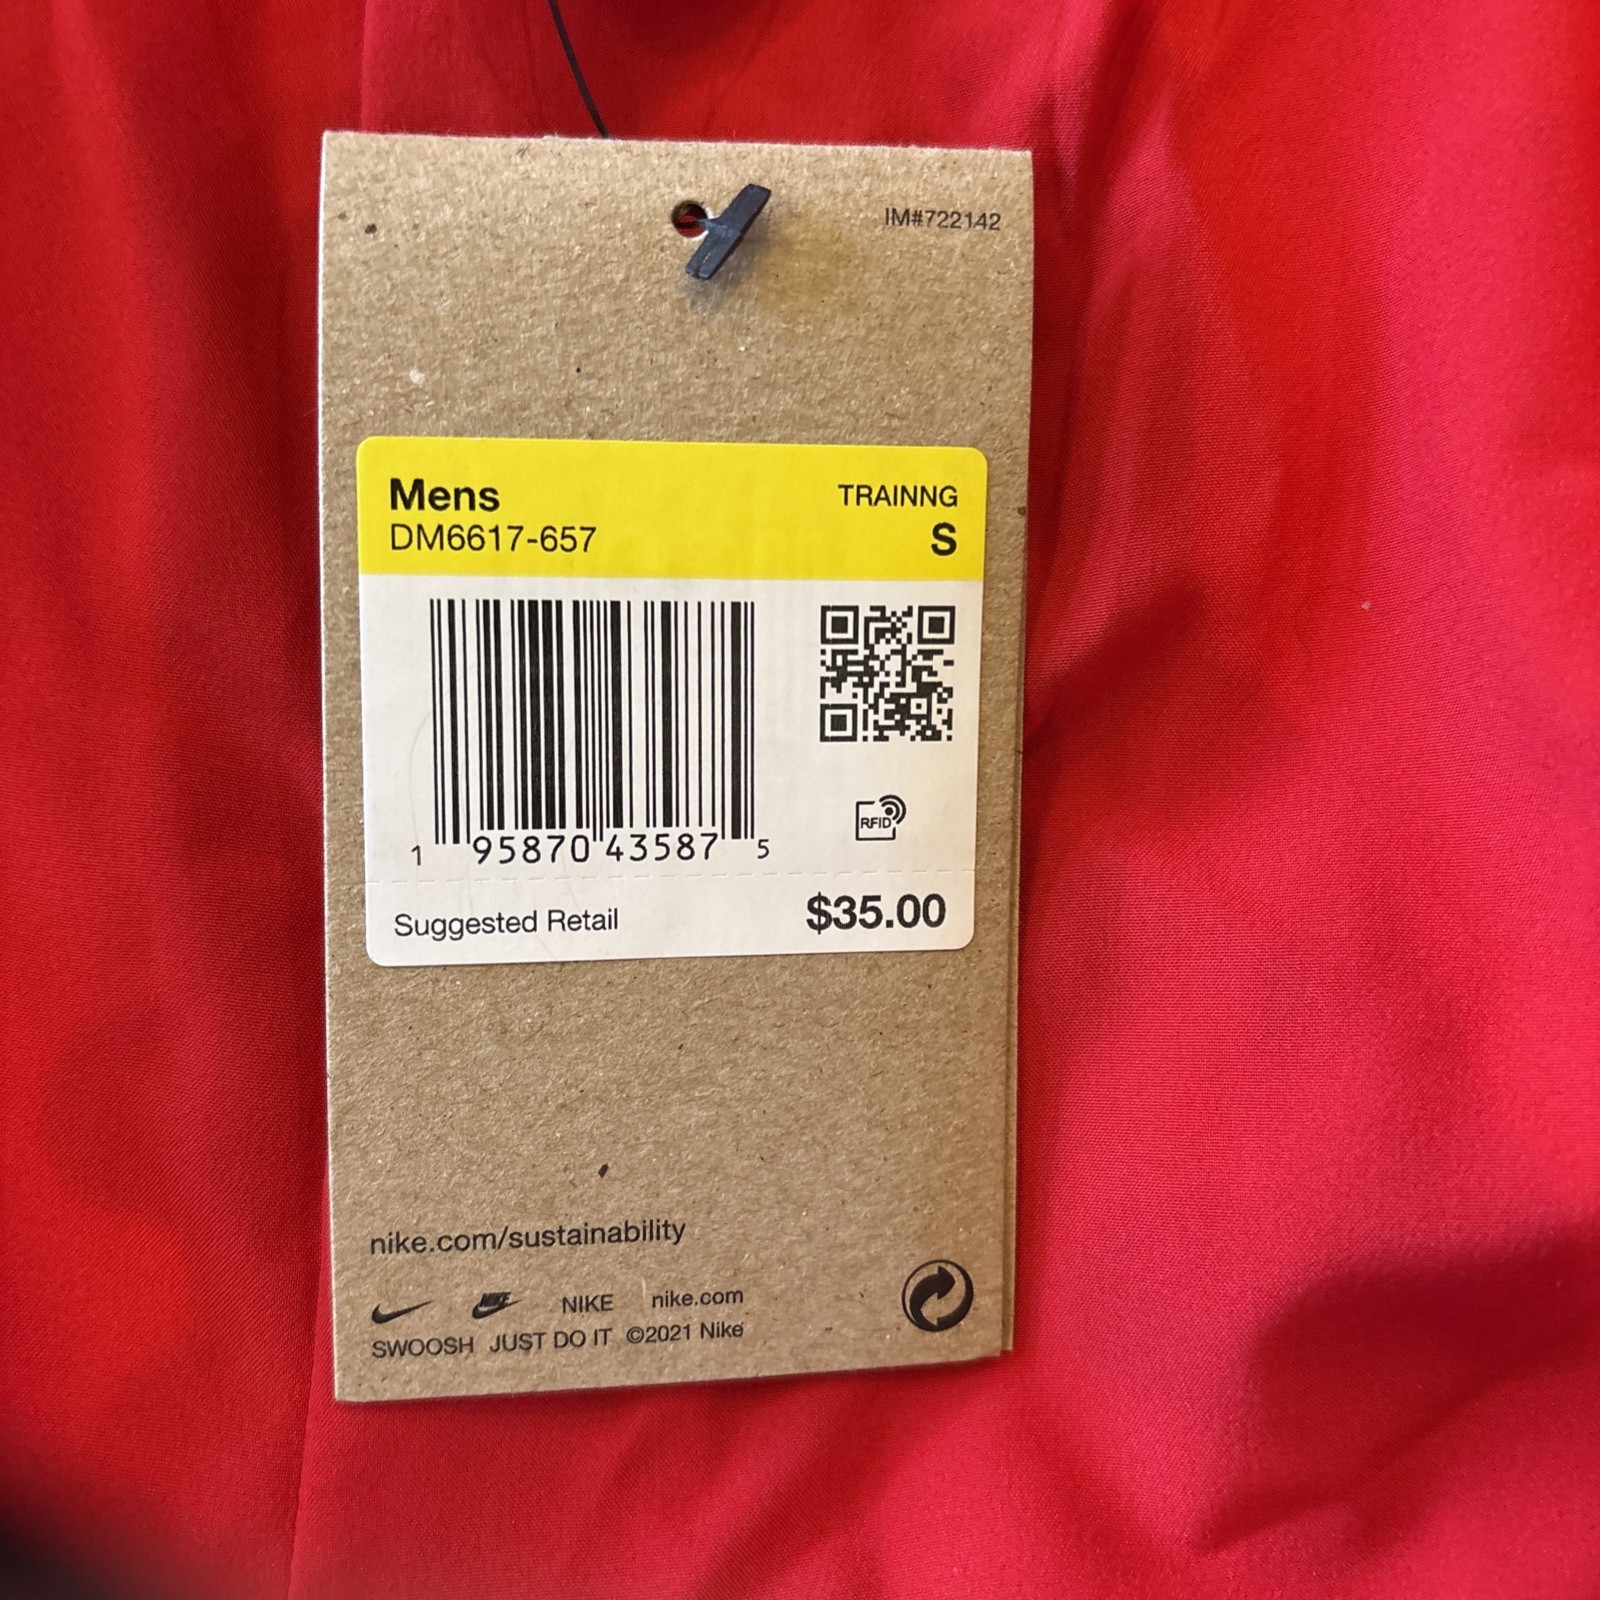 IM#722142
Mens TRAINNG
DM6617-657 S
RFID
1 95870 43587 5
Suggested Retail $35.00
nike.com/sustainability
NIKE NIKE nike.com
SWOOSH JUST DO IT ©2021 Nike